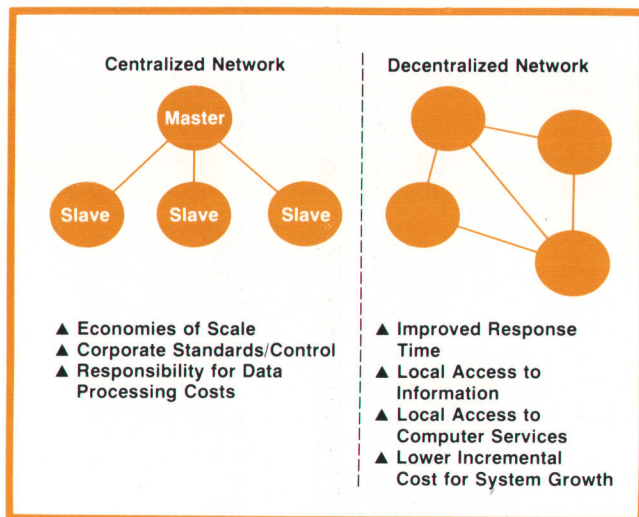 Centralized Network
Master
Slave Slave Slave
▲ Economies of Scale
▲ Corporate Standards/Control
▲ Responsibility for Data
Processing Costs
Decentralized Network
▲ Improved Response
Time
▲ Local Access to
Information
▲ Local Access to
Computer Services
▲ Lower Incremental
Cost for System Growth